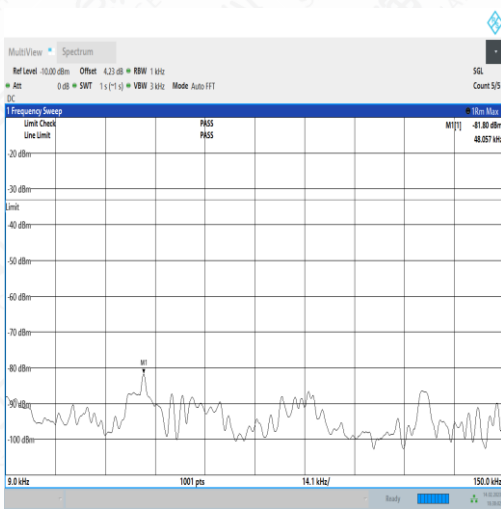 MultiView Spectrum
Ref Level -10.00 dBm Offset 4.23 dB RBW 1 kHz SGL
Att 0 dB SWT 1 s (~1 s) VBW 3 kHz Mode Auto FFT Count 5/5
DC
1 Frequency Sweep 1Rm Max
Limit Check PASS M1[1] -81.80 dBm
Line Limit PASS 48.057 kHz
-20 dBm
-30 dBm
Limit
-40 dBm
-50 dBm
-60 dBm
-70 dBm
-80 dBm
M1
-90 dBm
-100 dBm
9.0 kHz 1001 pts 14.1 kHz/ 150.0 kHz
Ready